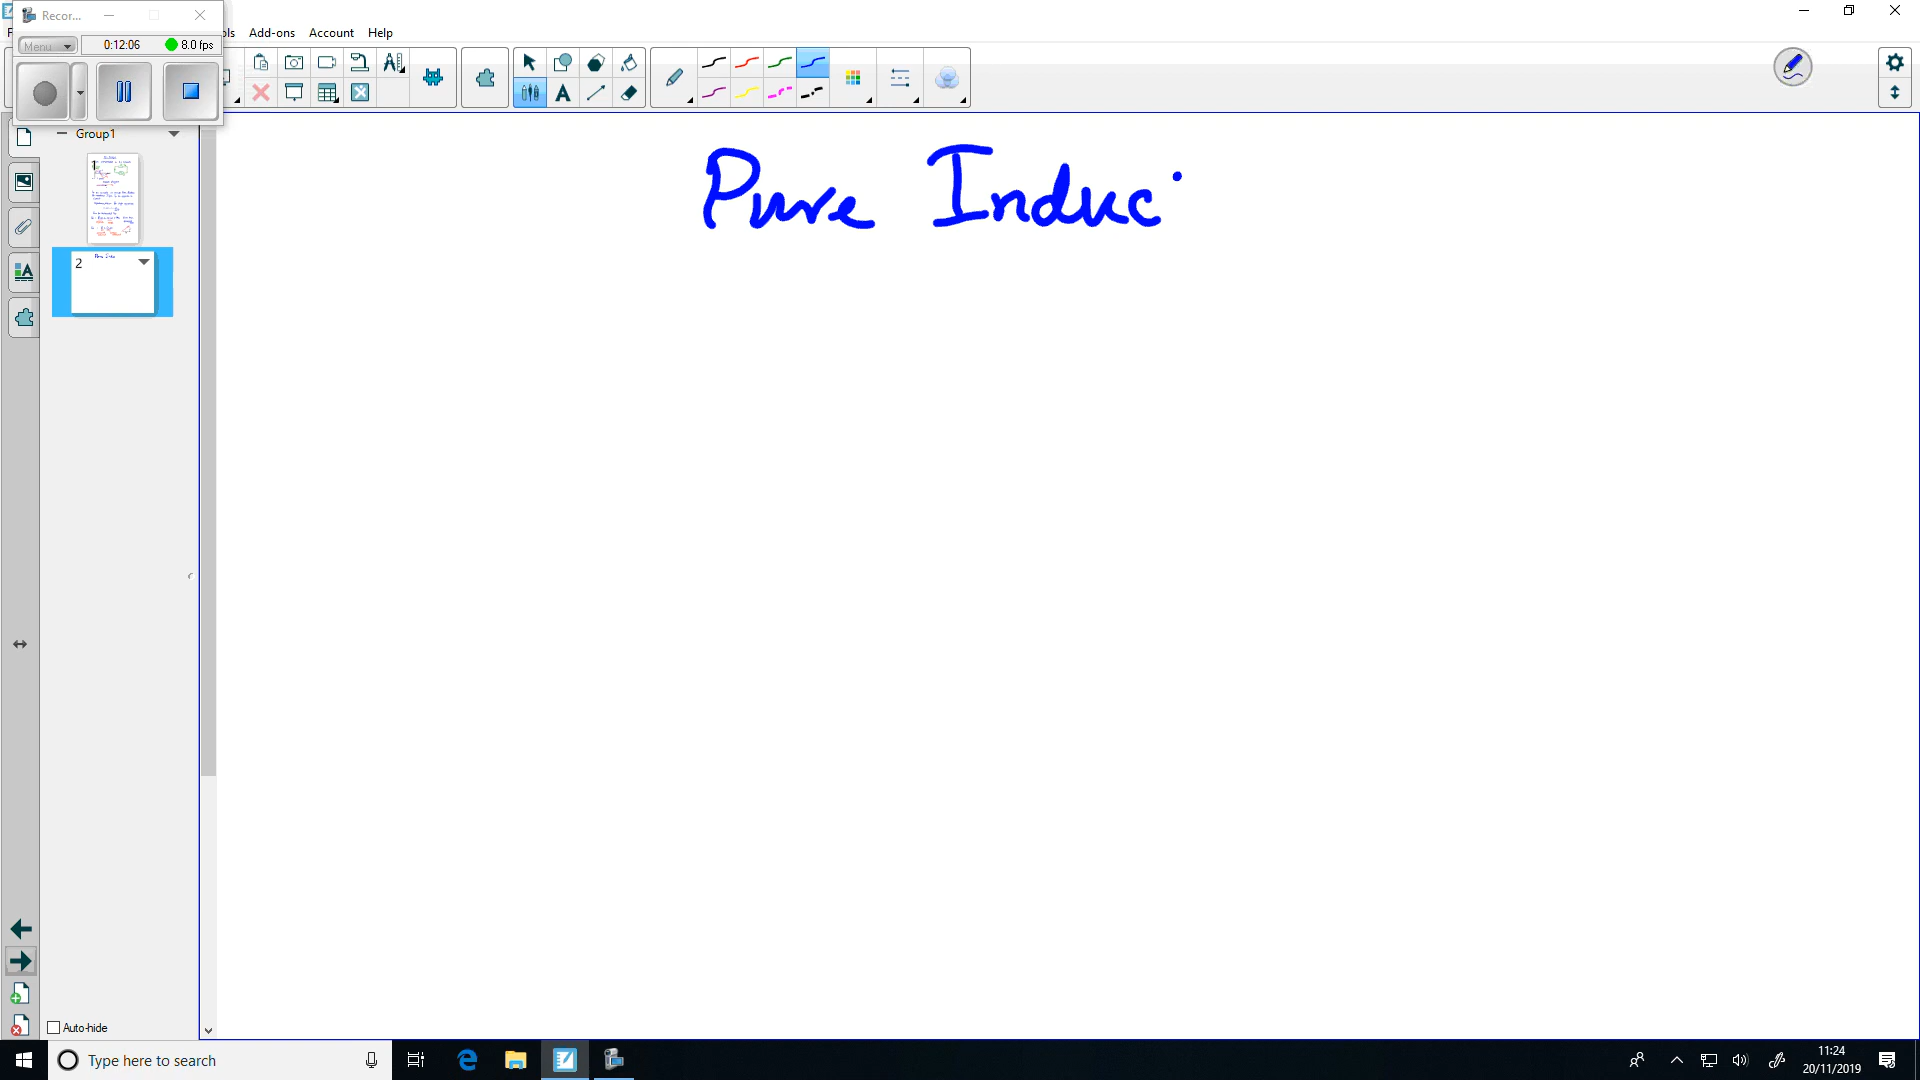 Recor...
Menu
0:12:06
8.0 fps
ls Add-ons Account Help
Group1
Pure Induc
1
2
Auto-hide
Type here to search
11:24
20/11/2019